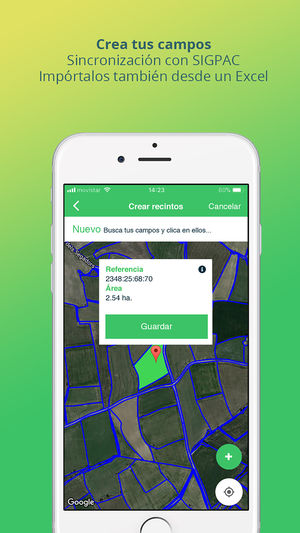 Crea tus campos
Sincronización con SIGPAC
Impórtalos también desde un Excel
movistar
14:23
60%
Crear recintos
Cancelar
Nuevo Busca tus campos y clica en ellos...
Referencia
2348:25:68:70
Área
2.54 ha.
Guardar
Google